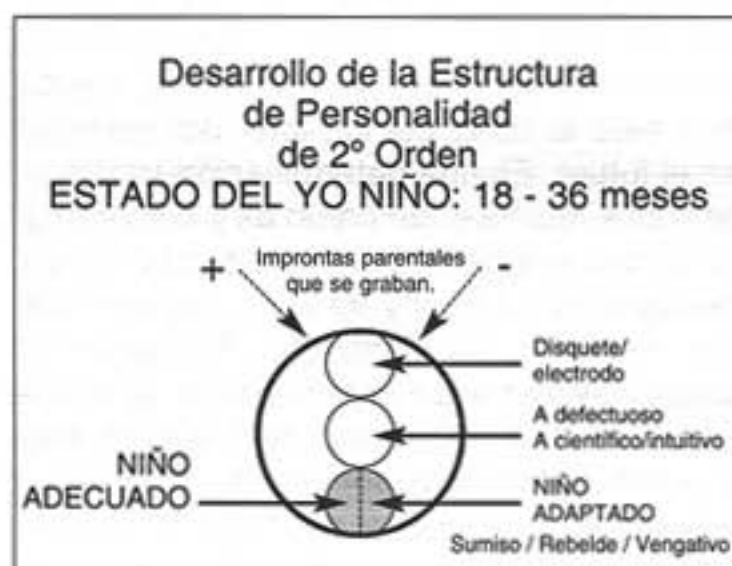 Desarrollo de la Estructura
de Personalidad
de 2º Orden
ESTADO DEL YO NIÑO: 18 - 36 meses
+
Improntas parentales
que se graban.
-
Disquete/
electrodo
A defectuoso
A científico/intuitivo
NIÑO
ADECUADO
NIÑO
ADAPTADO
Sumiso / Rebelde / Vengativo